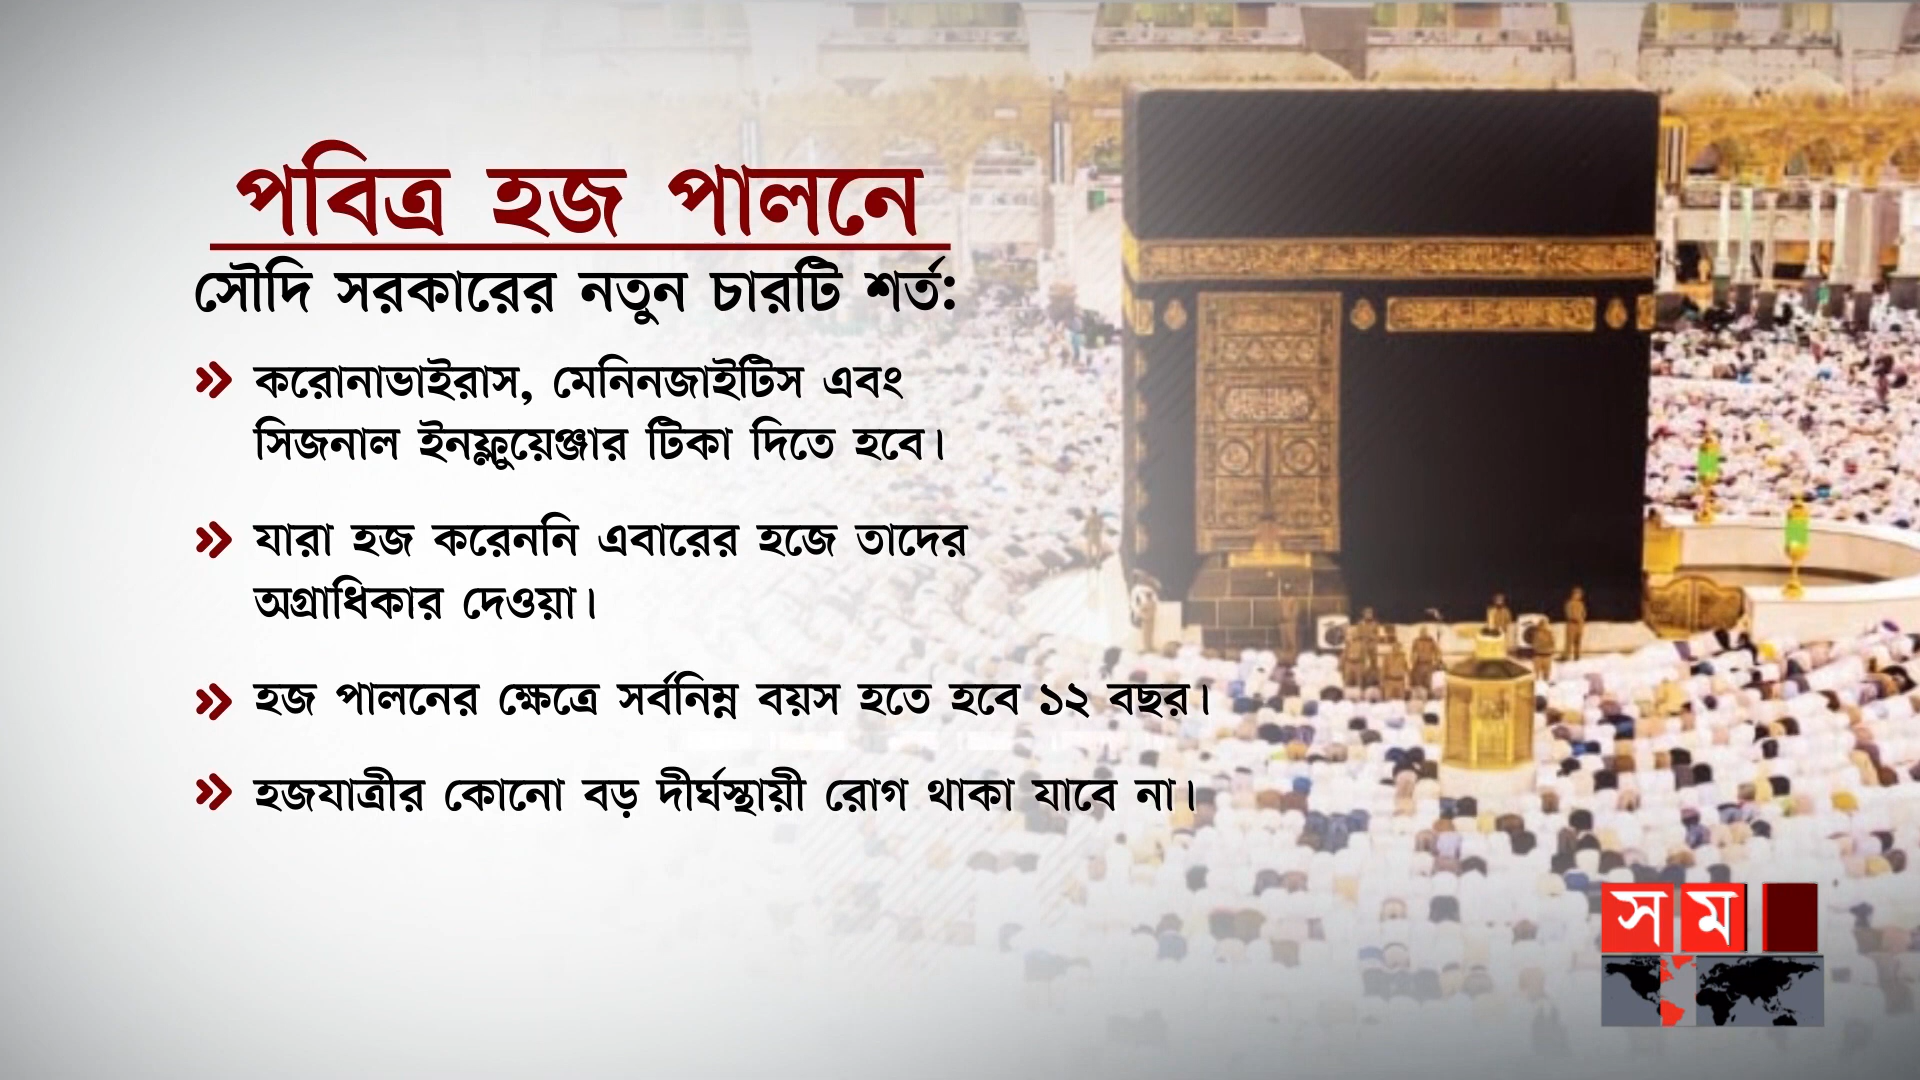 পবিত্র হজ পালনে
সৌদি সরকারের নতুন চারটি শর্ত:
করোনাভাইরাস, মেনিনজাইটিস এবং
সিজনাল ইনফ্লুয়েঞ্জার টিকা দিতে হবে।
যারা হজ করেননি এবারের হজে তাদের
অগ্রাধিকার দেওয়া।
হজ পালনের ক্ষেত্রে সর্বনিম্ন বয়স হতে হবে ১২ বছর।
হজযাত্রীর কোনো বড় দীর্ঘস্থায়ী রোগ থাকা যাবে না।
সম